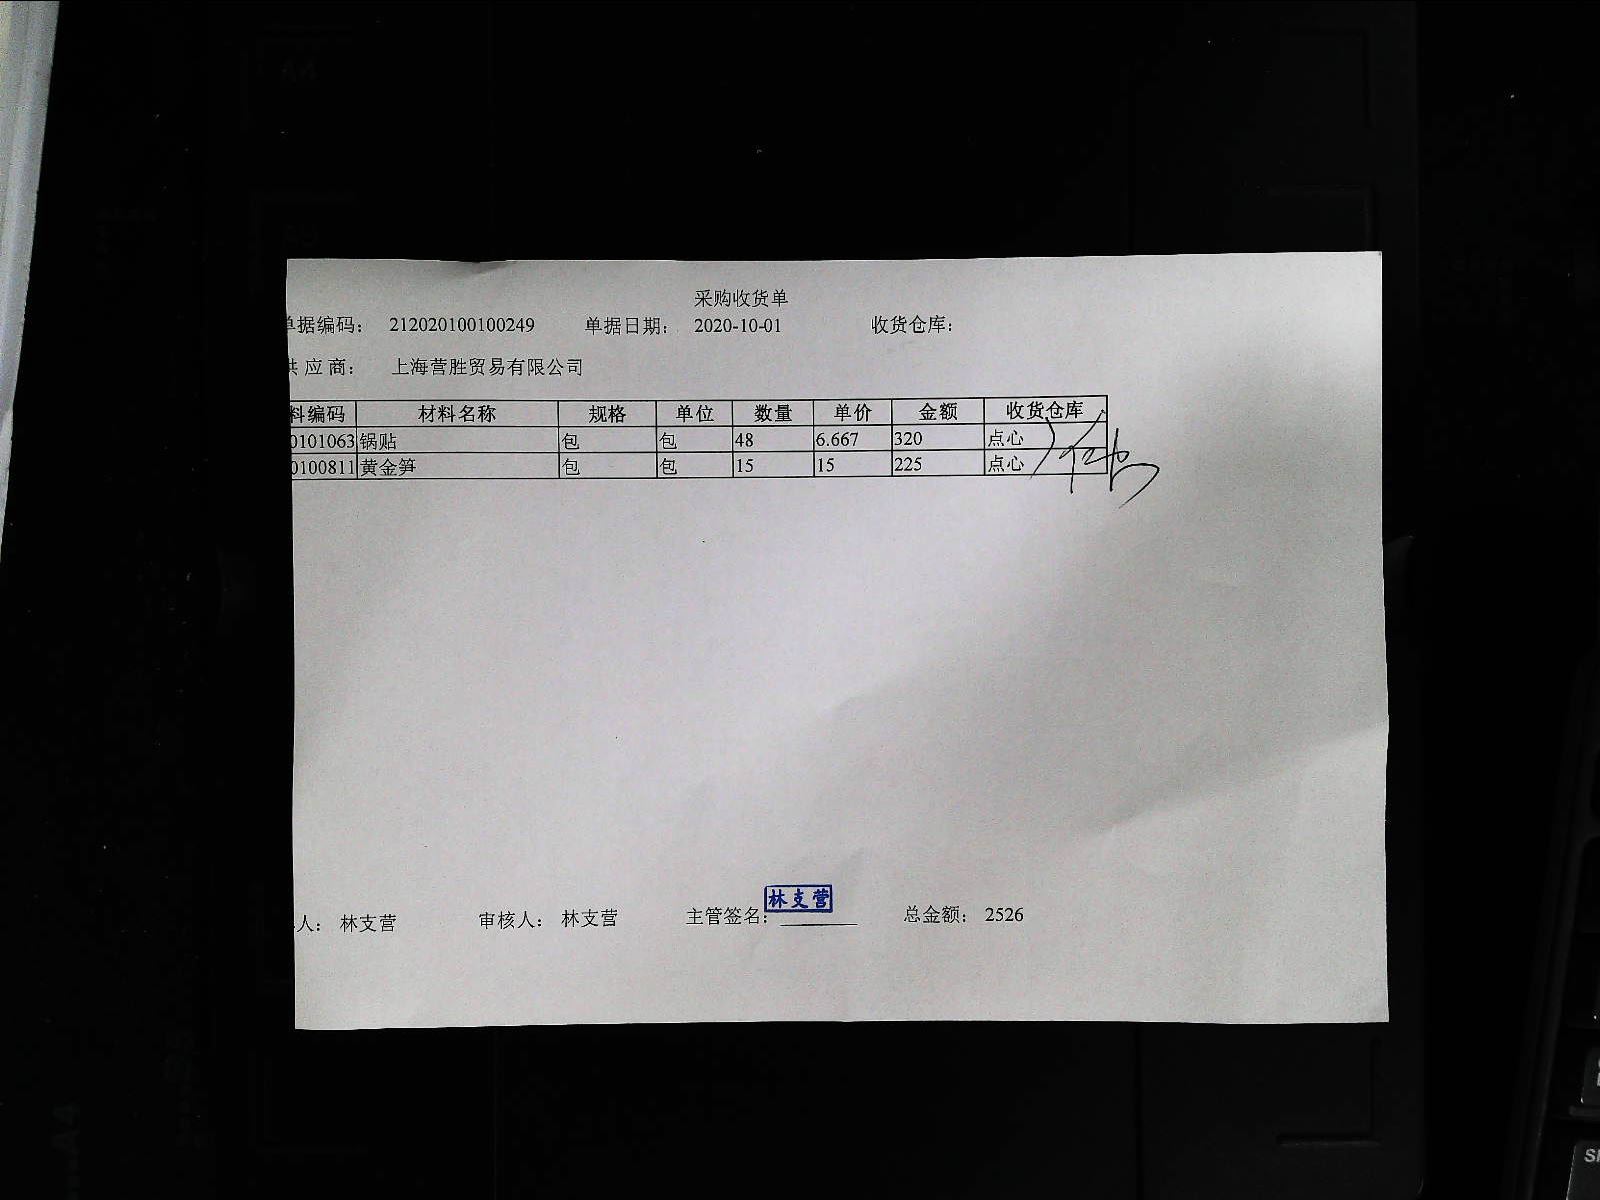 采购收货单
单据编码： 212020100100249 单据日期： 2020-10-01 收货仓库：
供 应 商： 上海营胜贸易有限公司
料编码 材料名称 规格 单位 数量 单价 金额 收货仓库
0101063 锅贴 包 包 48 6.667 320 点心
0100811 黄金笋 包 包 15 15 225 点心
林支营
人： 林支营 审核人： 林支营 主管签名： 总金额： 2526